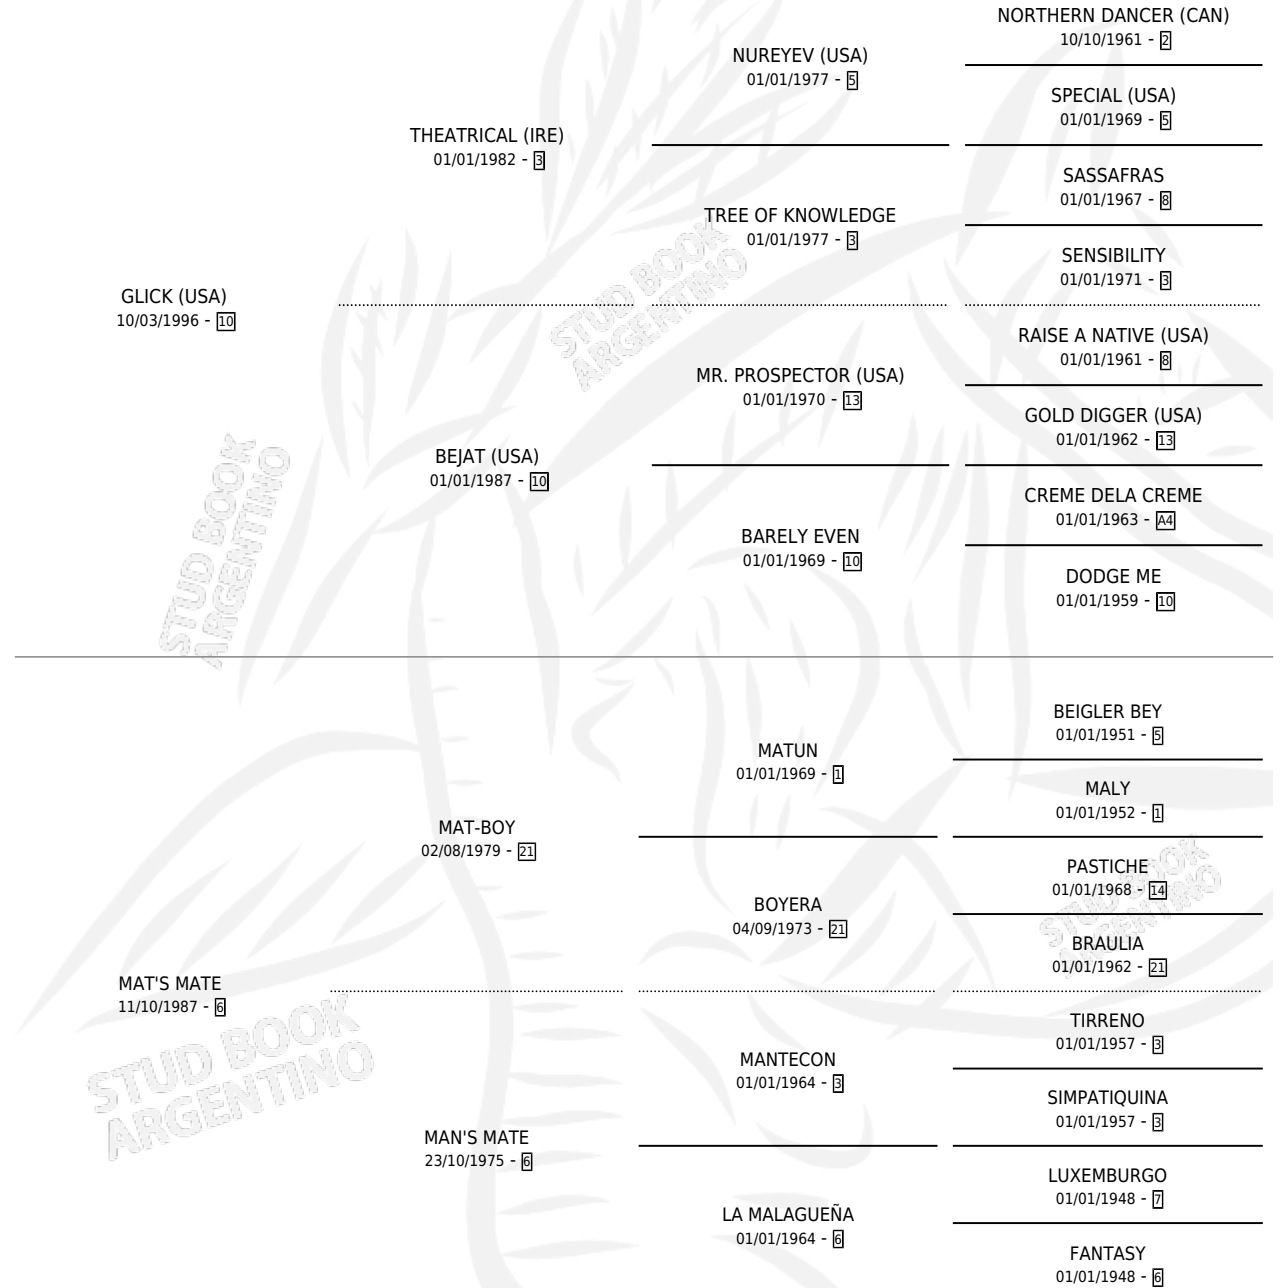 NORTHERN DANCER (CAN)
10/10/1961 - 2
NUREYEV (USA)
01/01/1977 - 5
SPECIAL (USA)
01/01/1969 - 5
THEATRICAL (IRE)
01/01/1982 - 3
SASSAFRAS
01/01/1967 - 8
TREE OF KNOWLEDGE
01/01/1977 - 3
SENSIBILITY
01/01/1971 - 3
GLICK (USA)
10/03/1996 - 10
STUD BOOK
ARGENTINO
RAISE A NATIVE (USA)
01/01/1961 - 8
MR. PROSPECTOR (USA)
01/01/1970 - 13
GOLD DIGGER (USA)
01/01/1962 - 13
BEJAT (USA)
01/01/1987 - 10
CREME DELA CREME
01/01/1963 - A4
BARELY EVEN
01/01/1969 - 10
DODGE ME
01/01/1959 - 10
STUD BOOK
ARGENTINO
BEIGLER BEY
01/01/1951 - 5
MATUN
01/01/1969 - 1
MALY
01/01/1952 - 1
MAT-BOY
02/08/1979 - 21
PASTICHE
01/01/1968 - 14
BOYERA
04/09/1973 - 21
STUD BOOK
ARGENTINO
BRAULIA
01/01/1962 - 21
MAT'S MATE
11/10/1987 - 6
TIRRENO
01/01/1957 - 3
MANTECON
01/01/1964 - 3
SIMPATIQUINA
01/01/1957 - 3
STUD BOOK
ARGENTINO
MAN'S MATE
23/10/1975 - 6
LUXEMBURGO
01/01/1948 - 7
LA MALAGUEÑA
01/01/1964 - 6
FANTASY
01/01/1948 - 6